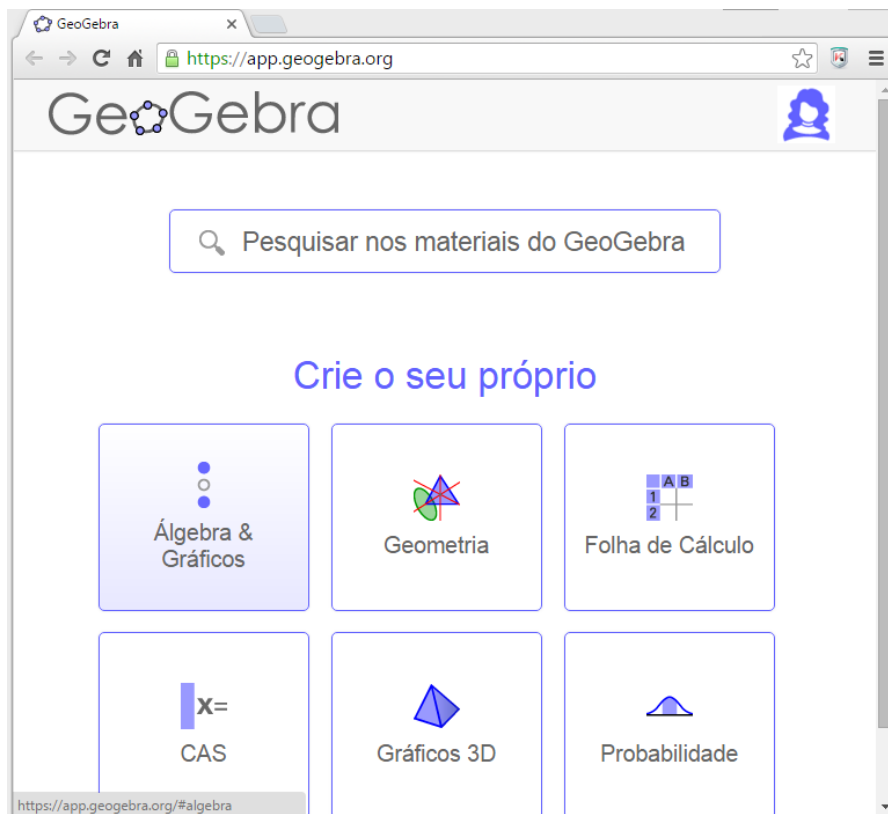 GeoGebra
https://app.geogebra.org
GeoGebra
Pesquisar nos materiais do GeoGebra
Crie o seu próprio
Álgebra &
Gráficos
Geometria
A B
1
2
Folha de Cálculo
x=
CAS
Gráficos 3D
Probabilidade
https://app.geogebra.org/#algebra